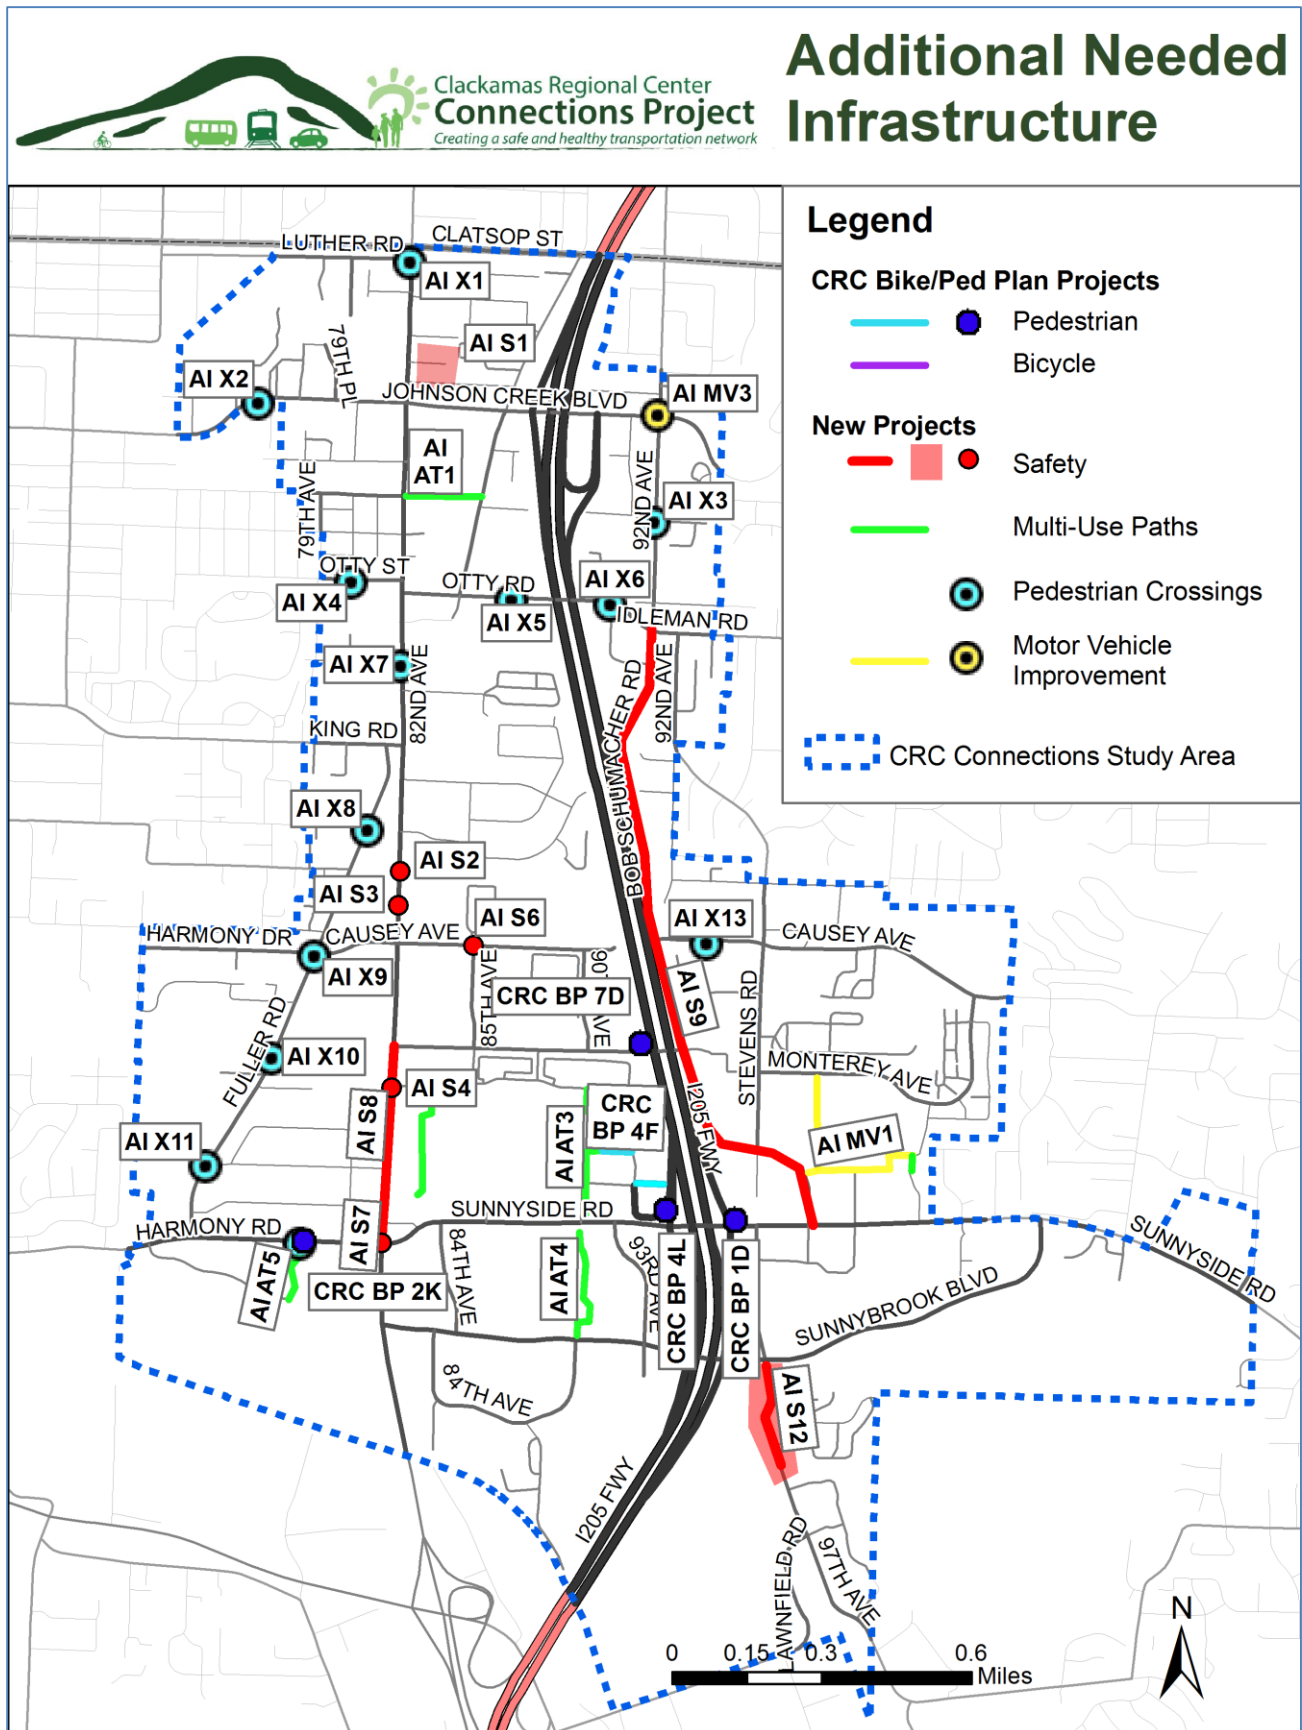 Clackamas Regional Center
Connections Project
Creating a safe and healthy transportation network
Additional Needed
Infrastructure
Legend
CRC Bike/Ped Plan Projects
Pedestrian
Bicycle
New Projects
Safety
Multi-Use Paths
Pedestrian Crossings
Motor Vehicle
Improvement
CRC Connections Study Area
LUTHER RD
CLATSOP ST
AI X1
AI S1
79TH PL
AI X2
JOHNSON CREEK BLVD
AI MV3
AI
AT1
79TH AVE
92ND AVE
AI X3
OTTY ST
OTTY RD
AI X6
AI X4
AI X5
IDLEMAN RD
AI X7
82ND AVE
BOB SCHUMACHER RD
92ND AVE
KING RD
AI X8
AI S2
AI S3
AI S6
AI X13
HARMONY DR
CAUSEY AVE
CAUSEY AVE
AI X9
85TH AVE
CRC BP 7D
AI S9
STEVENS RD
FULLER RD
AI X10
MONTEREY AVE
AI S4
AI S8
CRC
BP 4F
AI AT3
I205 FWY
AI MV1
AI X11
AI S7
SUNNYSIDE RD
HARMONY RD
SUNNYSIDE RD
AI AT5
CRC BP 2K
84TH AVE
AI AT4
93RD AVE
CRC BP 4L
CRC BP 1D
SUNNYBROOK BLVD
84TH AVE
AI S12
I205 FWY
LAWNFIELD RD
97TH AVE
N
0 0.15 0.3 0.6
Miles